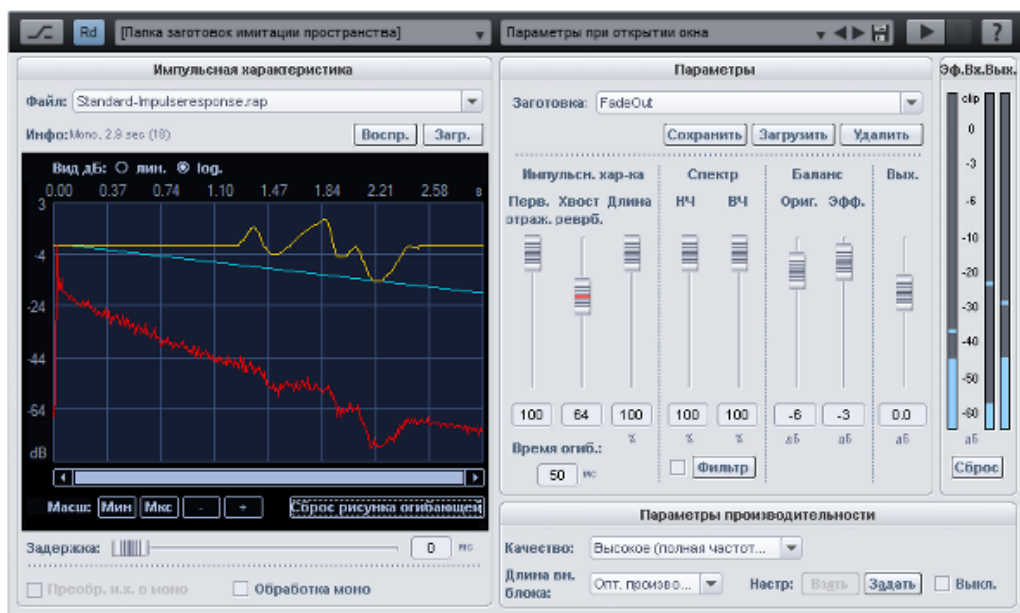 Rd [Папка заготовок имитации пространства] Параметры при открытии окна ?
Импульсная характеристика
Файл: Standard-Impulseresponse.rap
Инфо: Mono, 2.9 sec (18) Воспр. Загр.
Вид дБ: лин. log.
0.00 0.37 0.74 1.10 1.47 1.84 2.21 2.58 в
3
-4
-24
-44
-64
dB
Масш: Мин Мкс - + Сброс рисунка огибающей
Задержка: 0 мс
Преобр. и.х. в моно Обработка моно
Параметры
Заготовка: FadeOut
Сохранить Загрузить Удалить
Импульсн. хар-ка Спектр Баланс Вых.
Перв. отраж. Хвост реврб. Длина НЧ ВЧ Ориг. Эфф.
100 64 100 100 100 -6 -3 0.0
% % % дБ дБ дБ
Время огиб.:
50 мс Фильтр
Эф. Вх. Вых.
clip
0
-3
-6
-10
-20
-30
-40
-50
-60
дБ
Сброс
Параметры производительности
Качество: Высокое (полная частот...
Длина вн. блока: Опт. произво... Настр: Взять Задать Выкл.